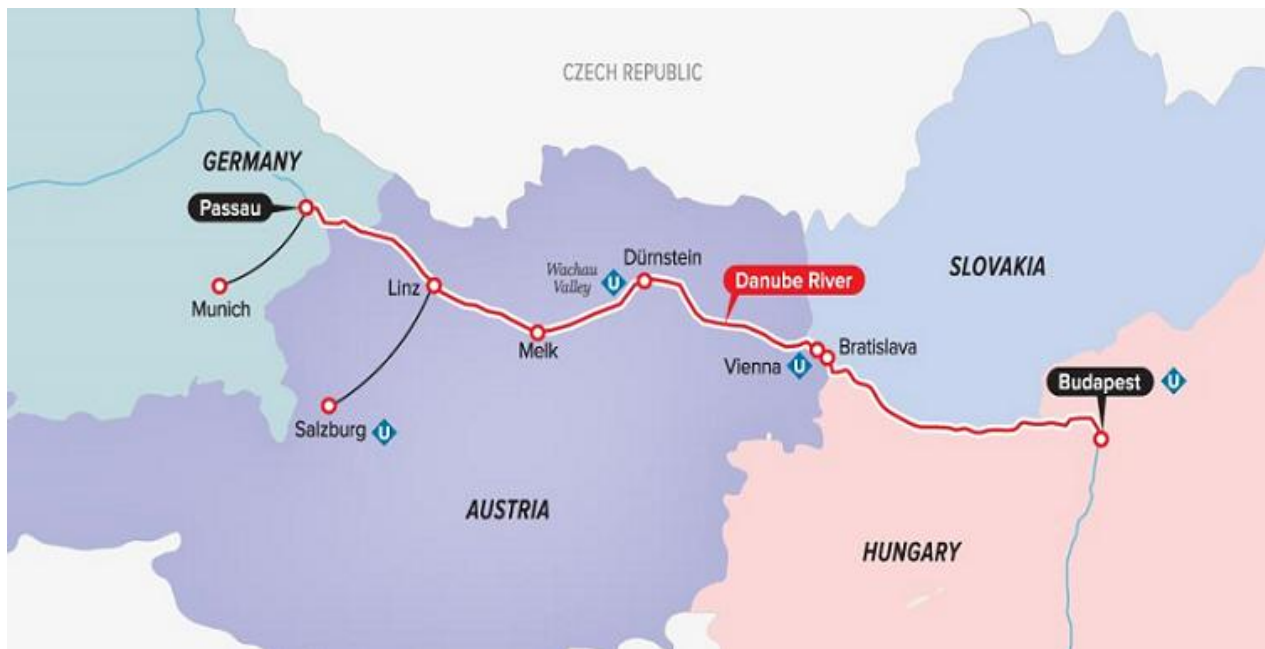 CZECH REPUBLIC
GERMANY
Passau
Munich
Linz
Salzburg
U
Melk
Wachau
Valley
U
Dürnstein
Danube River
SLOVAKIA
Vienna
U
Bratislava
Budapest
U
AUSTRIA
HUNGARY